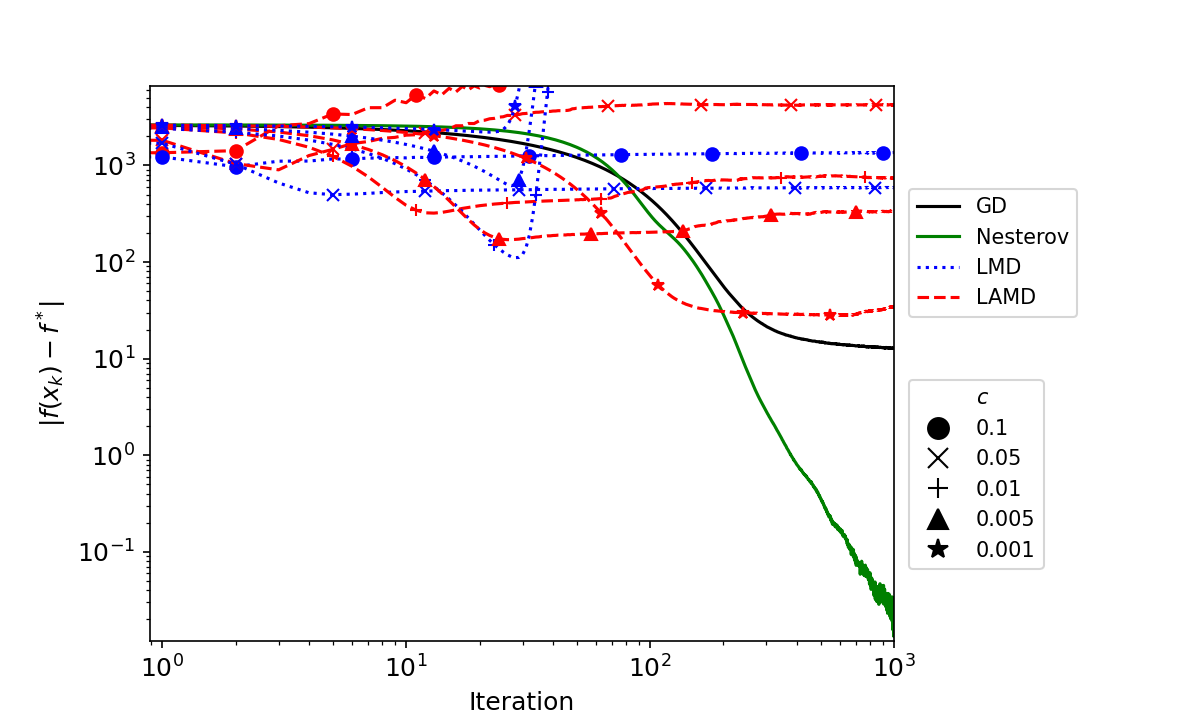 10³
10²
10¹
10⁰
10⁻¹
|f(xₖ) − f*|
10⁰ 10¹ 10² 10³
Iteration
GD
Nesterov
LMD
LAMD
c
0.1
0.05
0.01
0.005
0.001